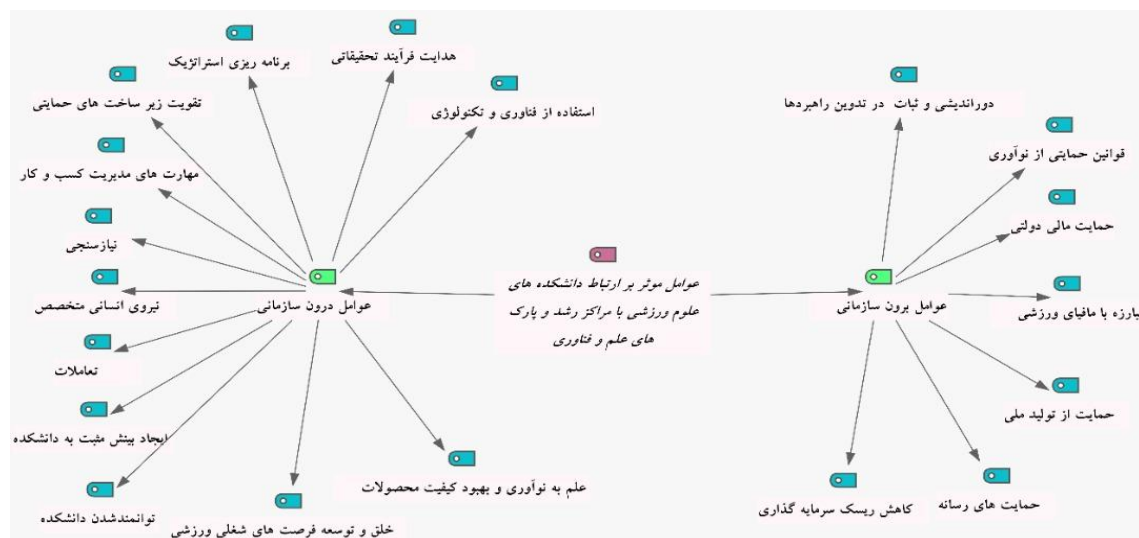 هدایت فرآیند تحقیقاتی
برنامه ریزی استراتژیک
تقویت زیر ساخت های حمایتی
استفاده از فناوری و تکنولوژی
دوراندیشی و ثبات در تدوین راهبردها
قوانین حمایتی از نوآوری
مهارت های مدیریت کسب و کار
حمایت مالی دولتی
نیازسنجی
عوامل موثر بر ارتباط دانشکده های
علوم ورزشی با مراکز رشد و پارک
های علم و فناوری
عوامل برون سازمانی
عوامل درون سازمانی
نیروی انسانی متخصص
بارزه با مافیای ورزشی
تعاملات
حمایت از تولید ملی
ایجاد بینش مثبت به دانشکده
علم به نوآوری و بهبود کیفیت محصولات
حمایت های رسانه
کاهش ریسک سرمایه گذاری
توانمندشدن دانشکده
خلق و توسعه فرصت های شغلی ورزشی